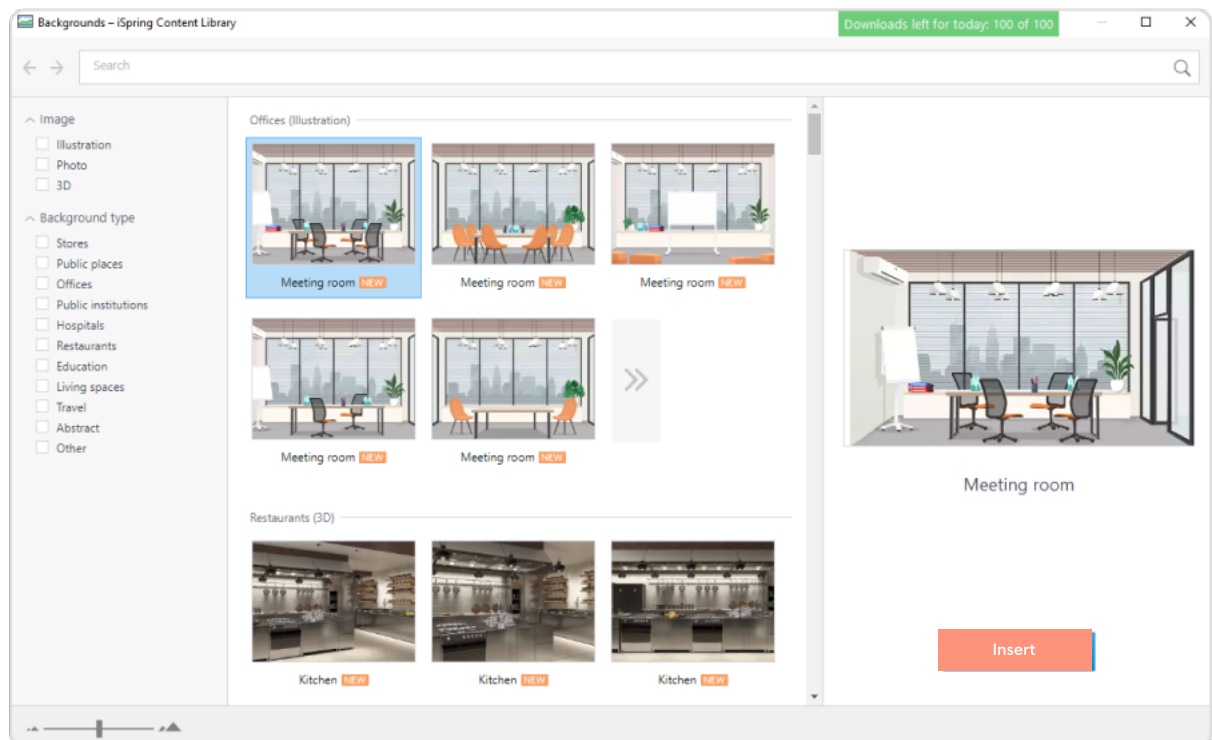 Backgrounds – iSpring Content Library
Downloads left for today: 100 of 100
Search
Image
Illustration
Photo
3D
Background type
Stores
Public places
Offices
Public institutions
Hospitals
Restaurants
Education
Living spaces
Travel
Abstract
Other
Offices (Illustration)
Meeting room NEW
Meeting room NEW
Meeting room NEW
Meeting room NEW
Meeting room NEW
Restaurants (3D)
Kitchen NEW
Kitchen NEW
Kitchen NEW
Meeting room
Insert